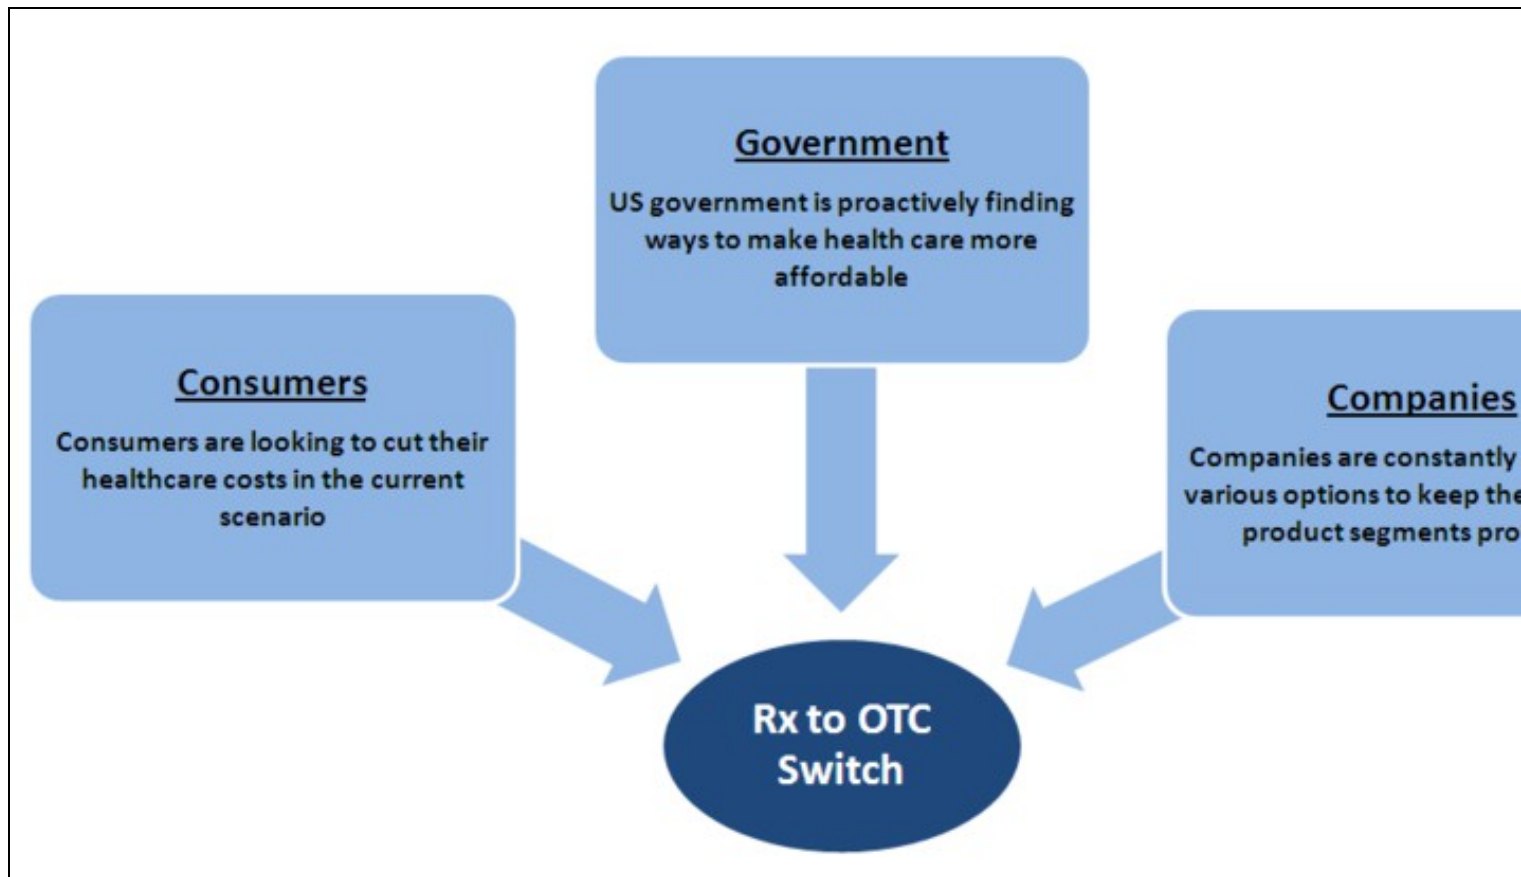 Government
US government is proactively finding
ways to make health care more
affordable
Consumers
Consumers are looking to cut their
healthcare costs in the current
scenario
Companies
Companies are constantly
various options to keep
product segments
Rx to OTC
Switch